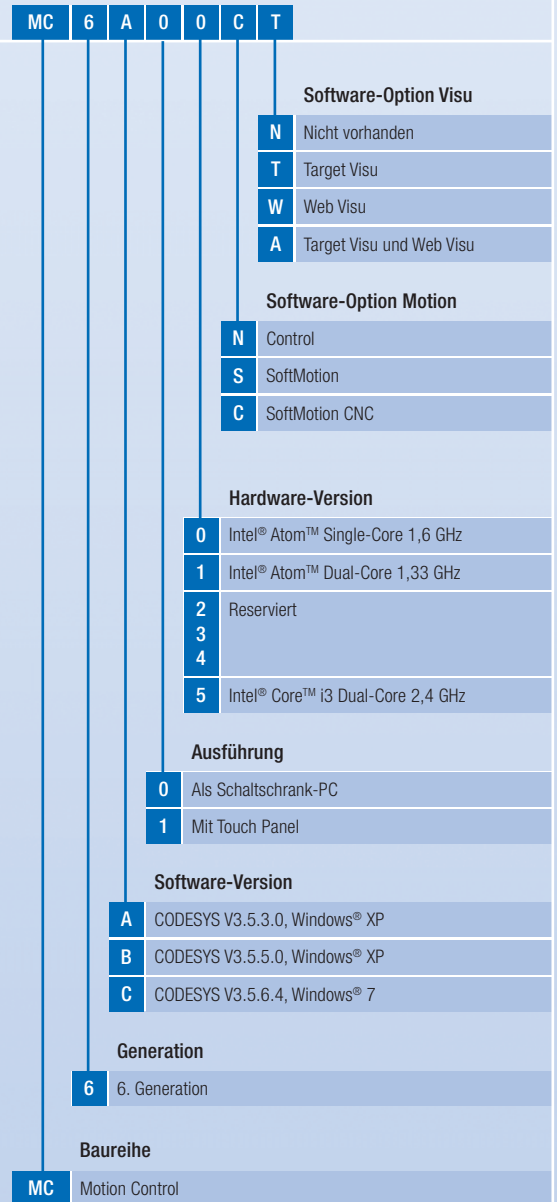 MC 6 A 0 0 C T
Software-Option Visu
N Nicht vorhanden
T Target Visu
W Web Visu
A Target Visu und Web Visu
Software-Option Motion
N Control
S SoftMotion
C SoftMotion CNC
Hardware-Version
0 Intel® Atom™ Single-Core 1,6 GHz
1 Intel® Atom™ Dual-Core 1,33 GHz
2 Reserviert
3
4
5 Intel® Core™ i3 Dual-Core 2,4 GHz
Ausführung
0 Als Schaltschrank-PC
1 Mit Touch Panel
Software-Version
A CODESYS V3.5.3.0, Windows® XP
B CODESYS V3.5.5.0, Windows® XP
C CODESYS V3.5.6.4, Windows® 7
Generation
6 6. Generation
Baureihe
MC Motion Control